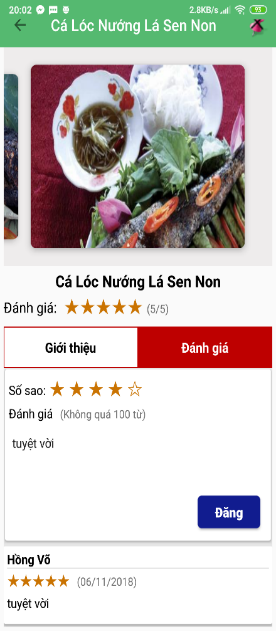 20:02 2.8KB/s 93
Cá Lóc Nướng Lá Sen Non
Cá Lóc Nướng Lá Sen Non
Đánh giá: (5/5)
Giới thiệu Đánh giá
Số sao:
Đánh giá (Không quá 100 từ)
tuyệt vời
Đăng
Hồng Võ
(06/11/2018)
tuyệt vời